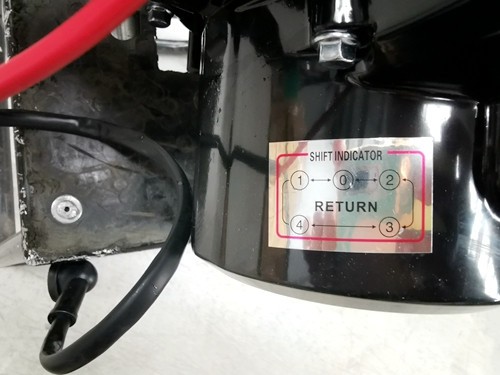 SHIFT INDICATOR
1 0 2
RETURN
4 3